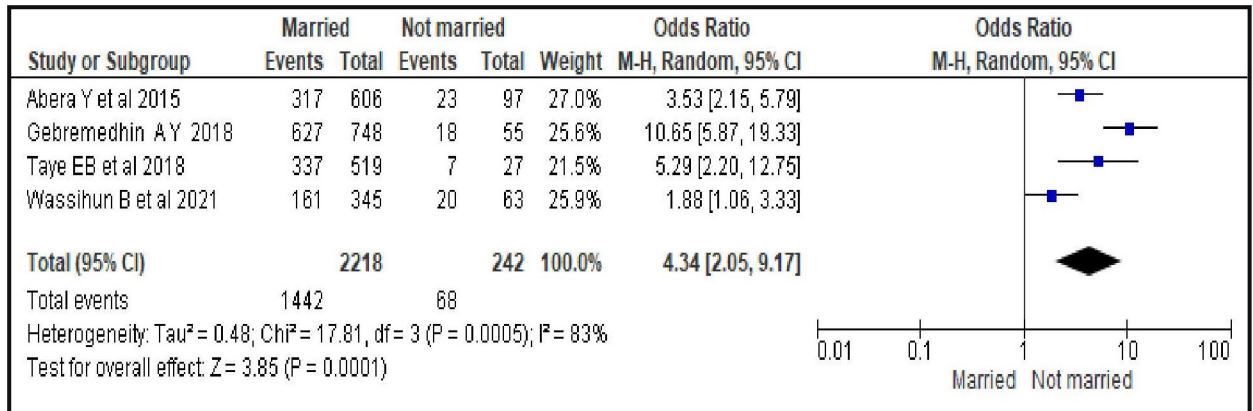 Married Not married Odds Ratio Odds Ratio
Study or Subgroup Events Total Events Total Weight M-H, Random, 95% CI M-H, Random, 95% CI
Abera Y et al 2015 317 606 23 97 27.0% 3.53 [2.15, 5.79]
Gebremedhin A Y 2018 627 748 18 55 25.6% 10.65 [5.87, 19.33]
Taye EB et al 2018 337 519 7 27 21.5% 5.29 [2.20, 12.75]
Wassihun B et al 2021 161 345 20 63 25.9% 1.88 [1.06, 3.33]
Total (95% CI) 2218 242 100.0% 4.34 [2.05, 9.17]
Total events 1442 68
Heterogeneity: Tau² = 0.48; Chi² = 17.81, df = 3 (P = 0.0005); I² = 83%
Test for overall effect: Z = 3.85 (P = 0.0001)
0.01 0.1 1 10 100
Married Not married